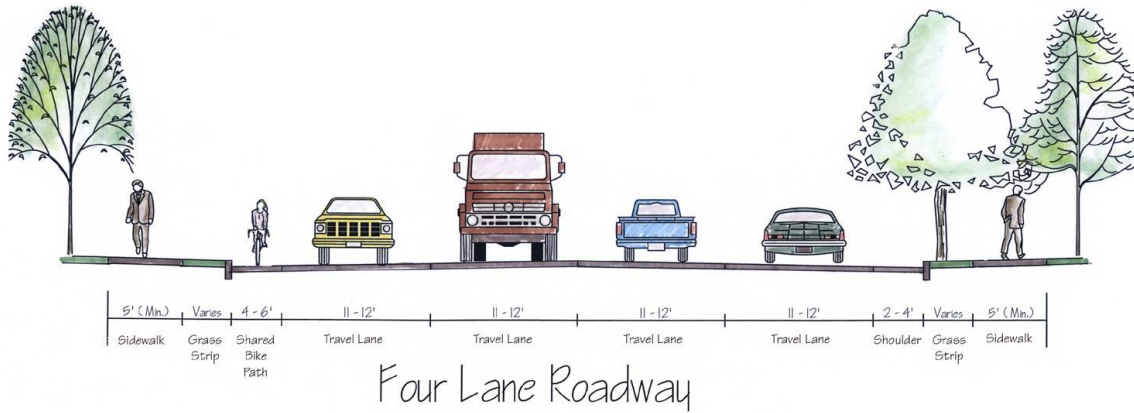 5' (Min.) Varies 4 - 6' 11 - 12' 11 - 12' 11 - 12' 11 - 12' 2 - 4' Varies 5' (Min.)
Sidewalk Grass Shared Travel Lane Travel Lane Travel Lane Travel Lane Shoulder Grass Sidewalk
Strip Bike Strip
Path
Four Lane Roadway